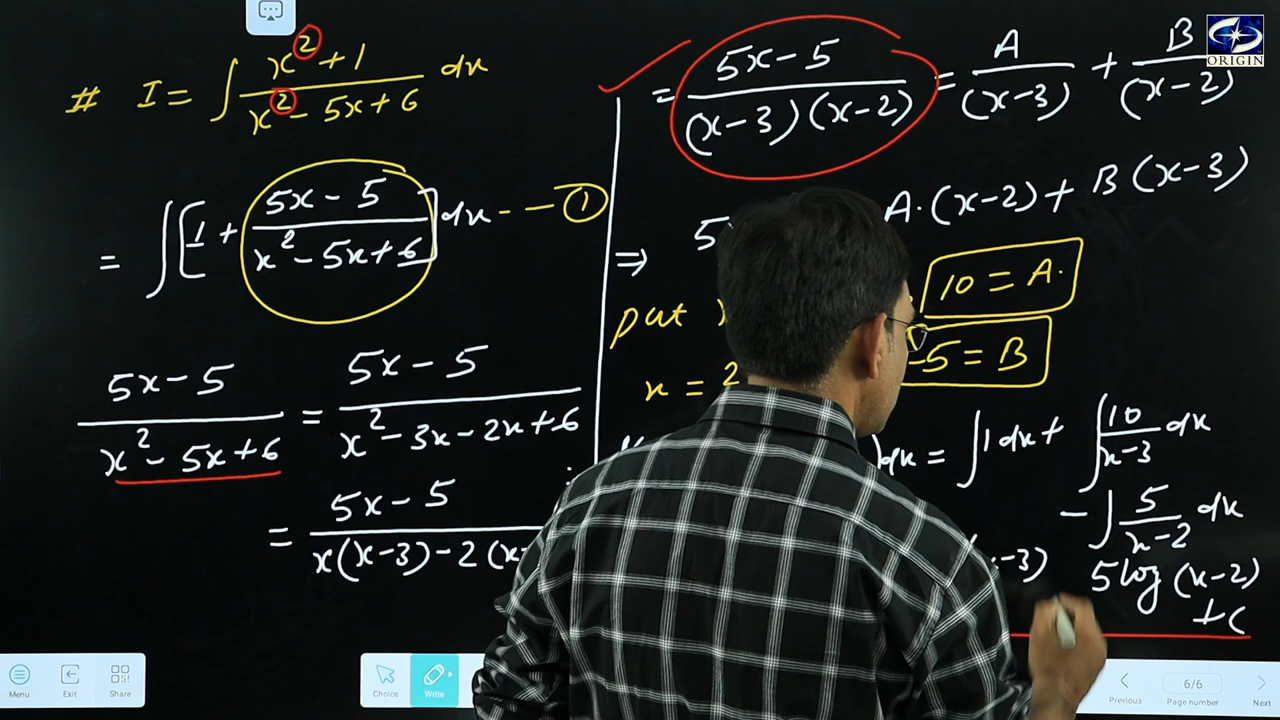 # I = ∫ x²+1 / x²-5x+6 dx
= ∫[1 + 5x-5 / x²-5x+6] dx --- ①
5x-5 / x²-5x+6 = 5x-5 / x²-3x-2x+6
= 5x-5 / x(x-3)-2(x-
= 5x-5 / (x-3)(x-2) = A / (x-3) + B / (x-2)
⇒ 5 A.(x-2) + B(x-3)
put 10 = A.
x = 2 -5 = B
)dx = ∫1dx + ∫10 / x-3 dx
- ∫5 / x-2 dx
-3) 5log(x-2)
+c
ORIGIN
Menu Exit Share Choice Write Previous 6/6 Page number Next